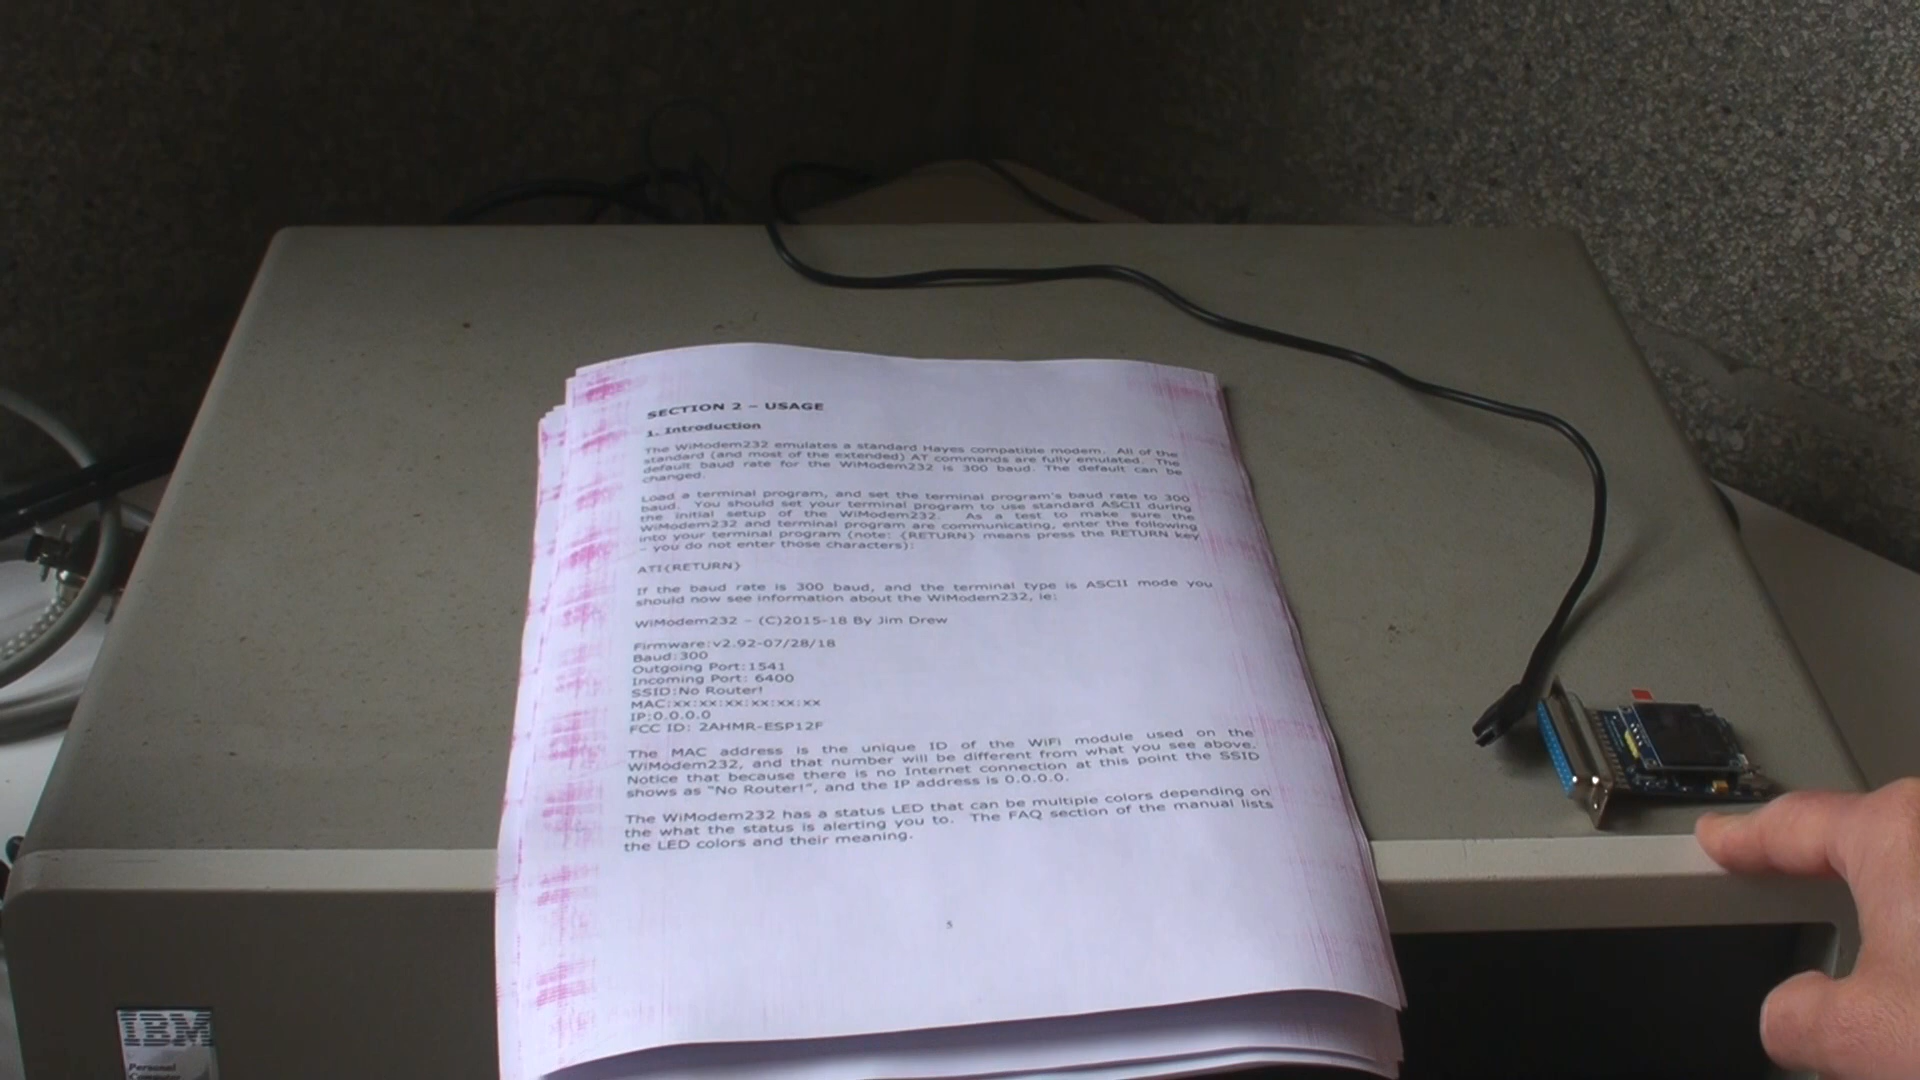 SECTION 2 – USAGE
1. Introduction
The WiModem232 emulates a standard Hayes compatible modem. All of the
standard (and most of the extended) AT commands are fully emulated. The
default baud rate for the WiModem232 is 300 baud. The default can be
changed.
Load a terminal program, and set the terminal program's baud rate to 300
baud. You should set your terminal program to use standard ASCII during
the initial setup of the WiModem232. As a test to make sure the
WiModem232 and terminal program are communicating, enter the following
into your terminal program (note: {RETURN} means press the RETURN key
– you do not enter those characters):
ATI{RETURN}
If the baud rate is 300 baud, and the terminal type is ASCII mode you
should now see information about the WiModem232, ie:
WiModem232 – (C)2015-18 By Jim Drew
Firmware:v2.92-07/28/18
Baud:300
Outgoing Port:1541
Incoming Port: 6400
SSID:No Router!
MAC:xx:xx:xx:xx:xx:xx
IP:0.0.0.0
FCC ID: 2AHMR-ESP12F
The MAC address is the unique ID of the WiFi module used on the
WiModem232, and that number will be different from what you see above.
Notice that because there is no Internet connection at this point the SSID
shows as "No Router!", and the IP address is 0.0.0.0.
The WiModem232 has a status LED that can be multiple colors depending on
the what the status is alerting you to. The FAQ section of the manual lists
the LED colors and their meaning.
5
IBM
Personal
Computer